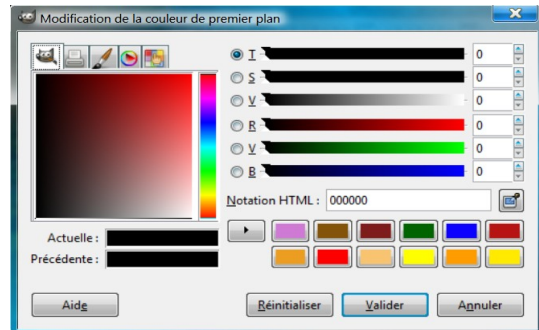 Modification de la couleur de premier plan
T 0
S 0
V 0
R 0
V 0
B 0
Notation HTML : 000000
Actuelle :
Précédente :
Aide
Réinitialiser
Valider
Annuler